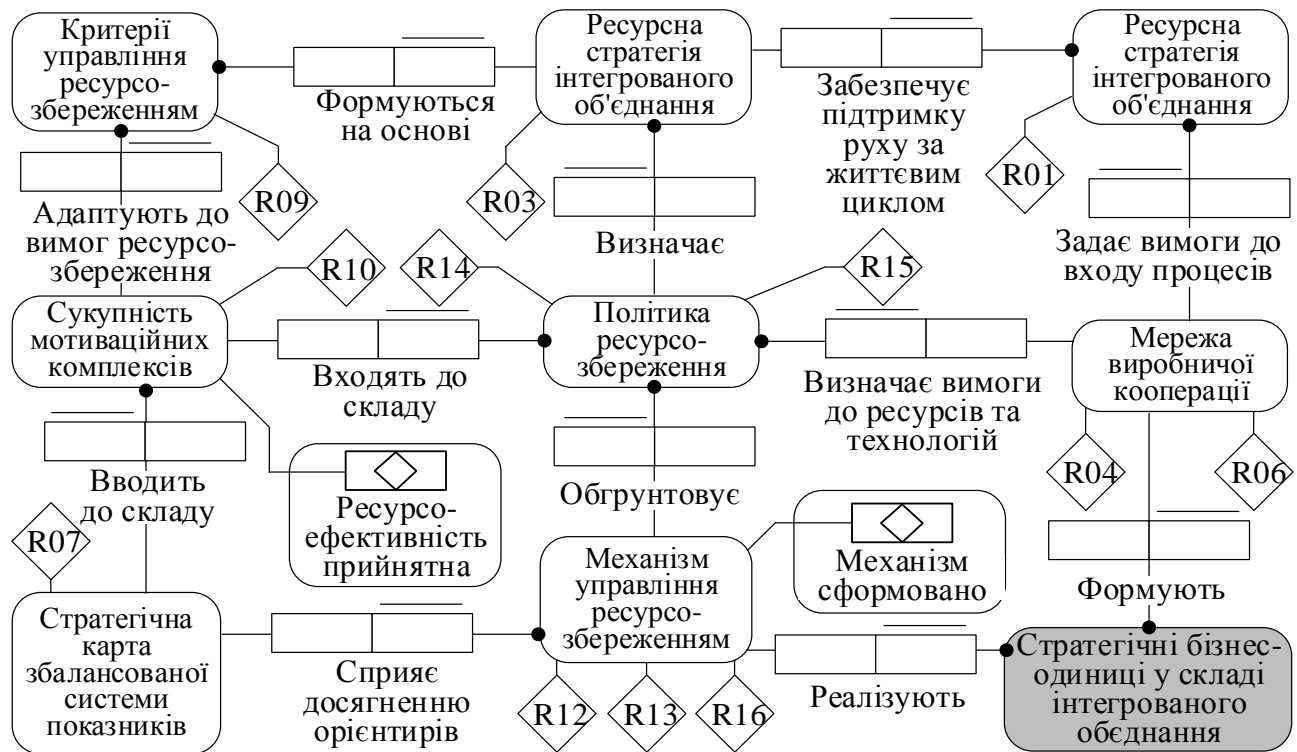 Критерії
управління
ресурсо-
збереженням
Формуються
на основі
Ресурсна
стратегія
інтегрованого
об'єднання
Забезпечує
підтримку
руху за
життєвим
циклом
Ресурсна
стратегія
інтегрованого
об'єднання
R09
R03
R01
Адаптують до
вимог ресурсо-
збереження
Визначає
Задає вимоги до
входу процесів
R10
R14
R15
Сукупність
мотиваційних
комплексів
Входять до
складу
Політика
ресурсо-
збереження
Визначає вимоги
до ресурсів та
технологій
Мережа
виробничої
кооперації
R04
R06
Вводить
до складу
Ресурсо-
ефективність
прийнятна
Обгрунтовує
Механізм
сформовано
Формують
R07
Стратегічна
карта
збалансованої
системи
показників
Сприяє
досягненню
орієнтирів
Механізм
управління
ресурсо-
збереженням
R12
R13
R16
Реалізують
Стратегічні бізнес-
одиниці у складі
інтегрованого
обєднання